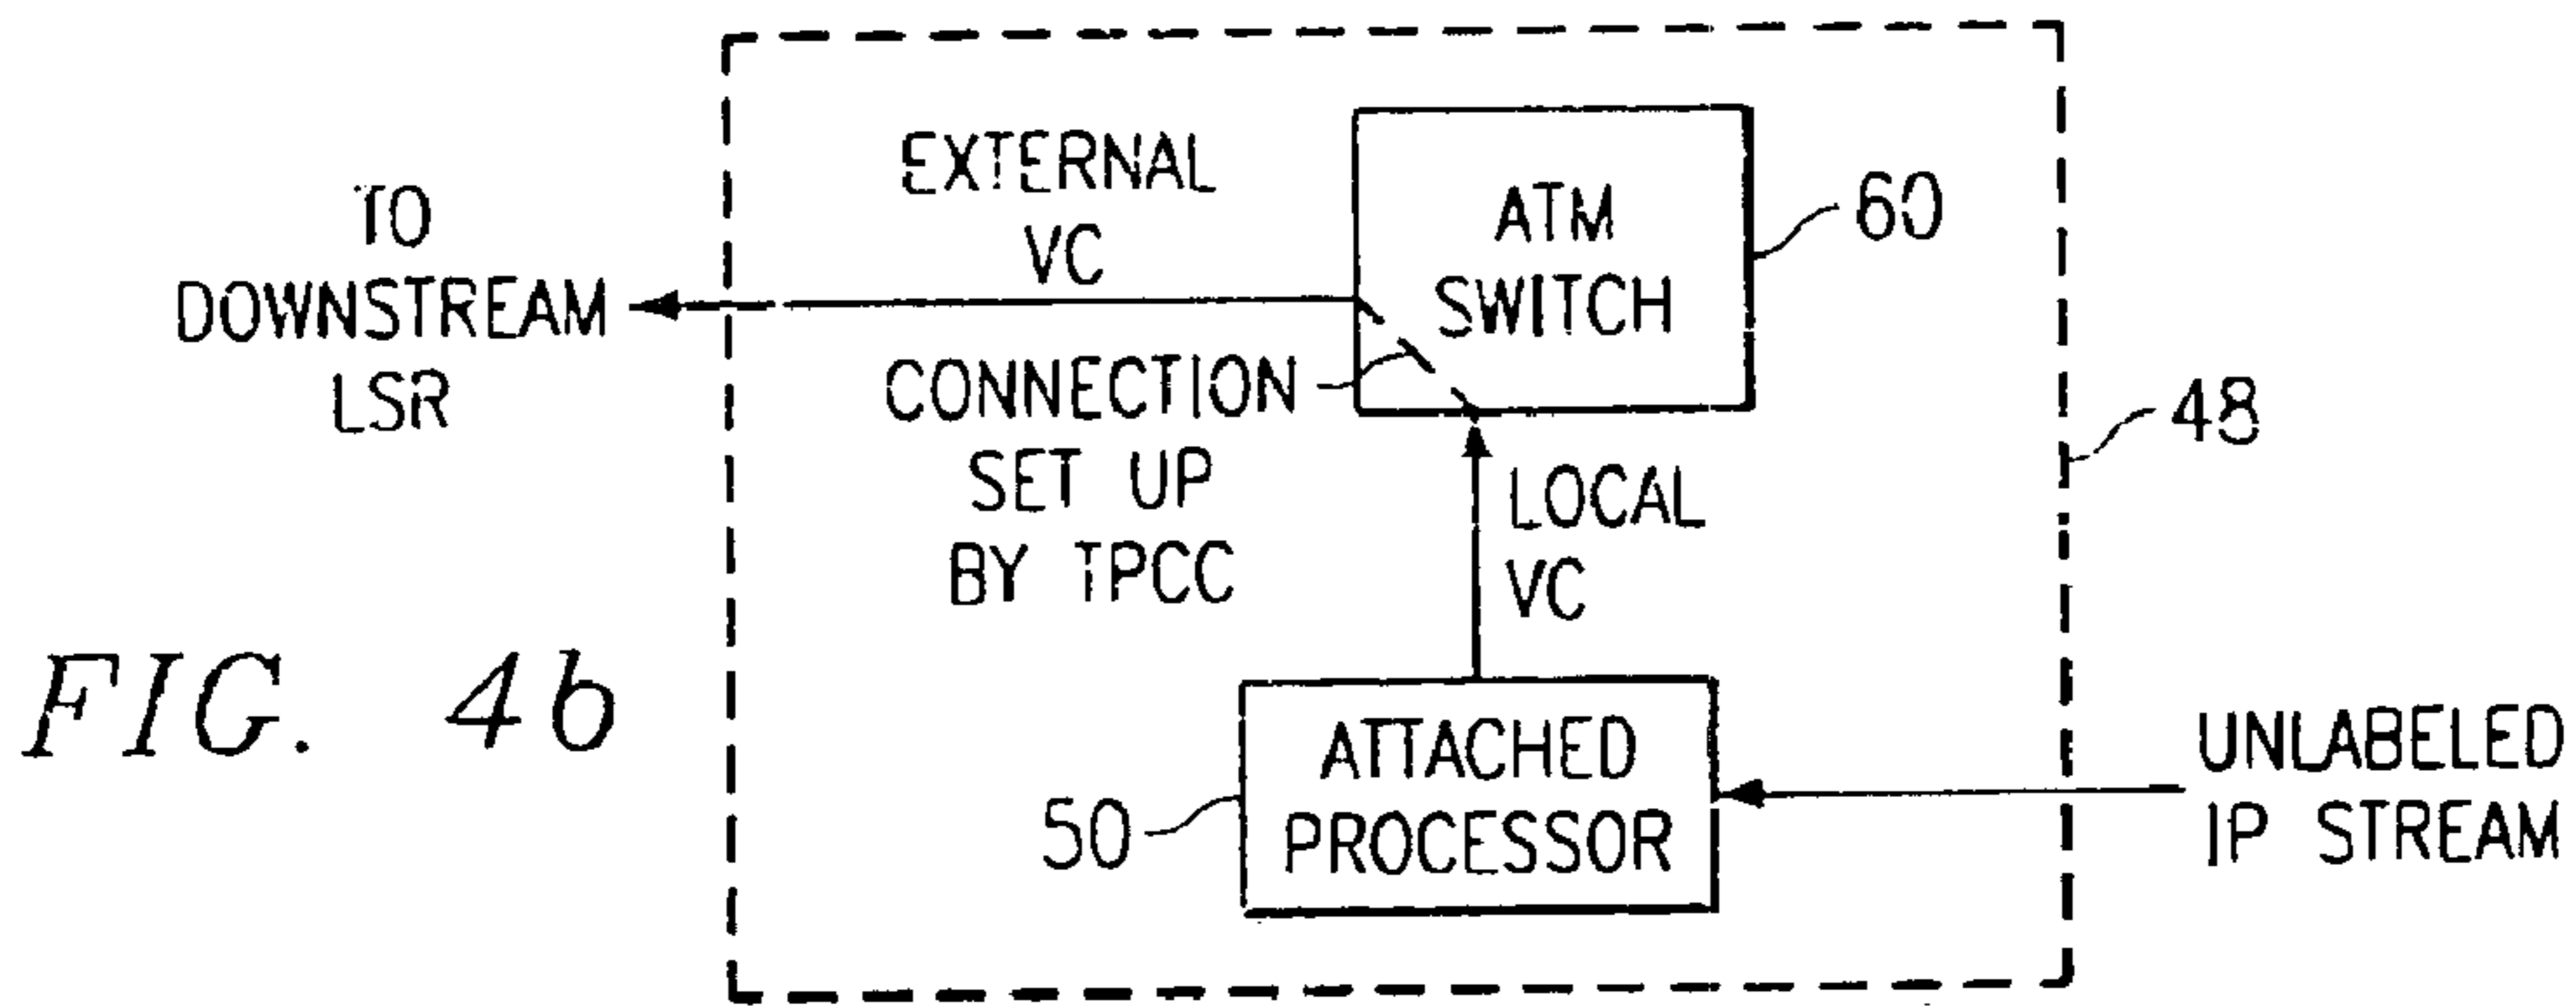 TO
DOWNSTREAM
LSR
EXTERNAL
VC
CONNECTION
SET UP
BY TPCC
ATM
SWITCH
60
LOCAL
VC
48
ATTACHED
PROCESSOR
50
UNLABELED
IP STREAM
FIG. 4b